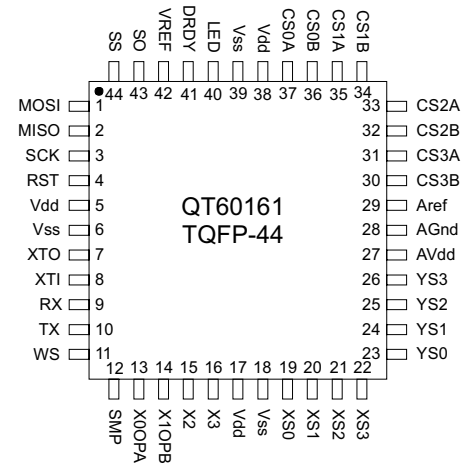 SS SO VREF DRDY LED Vss Vdd CS0A CS0B CS1A CS1B
44 43 42 41 40 39 38 37 36 35 34
MOSI 1 33 CS2A
MISO 2 32 CS2B
SCK 3 31 CS3A
RST 4 30 CS3B
Vdd 5 29 Aref
Vss 6 28 AGnd
XTO 7 27 AVdd
XTI 8 26 YS3
RX 9 25 YS2
TX 10 24 YS1
WS 11 23 YS0
QT60161
TQFP-44
12 13 14 15 16 17 18 19 20 21 22
SMP X0OPA X1OPB X2 X3 Vdd Vss XS0 XS1 XS2 XS3